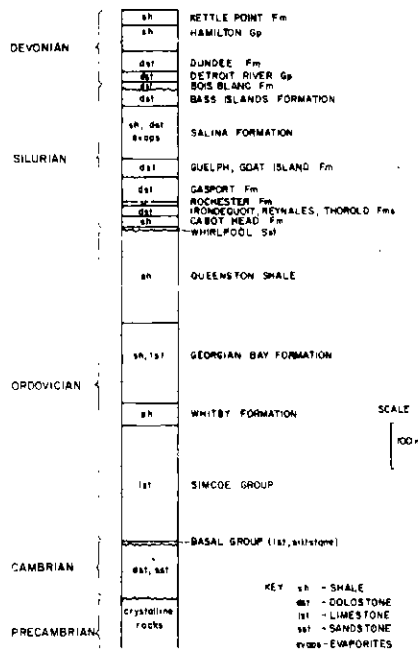 sh KETTLE POINT Fm
sh HAMILTON Gp
DEVONIAN
dst DUNDEE Fm
dst DETROIT RIVER Gp
dst BOIS BLANC Fm
dst BASS ISLANDS FORMATION
sh, dst
evaps SALINA FORMATION
SILURIAN
dst GUELPH, GOAT ISLAND Fm
dst GASPORT Fm
ROCHESTER Fm
dst IRONDEQUOIT, REYNALES, THOROLD Fms
sh CABOT HEAD Fm
WHIRLPOOL Sst
sh QUEENSTON SHALE
sh, lst GEORGIAN BAY FORMATION
ORDOVICIAN
sh WHITBY FORMATION
SCALE
100 m
lst SIMCOE GROUP
BASAL GROUP (lst, siltstone)
CAMBRIAN
dst, sst
crystalline
rocks
PRECAMBRIAN
KEY sh - SHALE
dst - DOLOSTONE
lst - LIMESTONE
sst - SANDSTONE
evaps - EVAPORITES